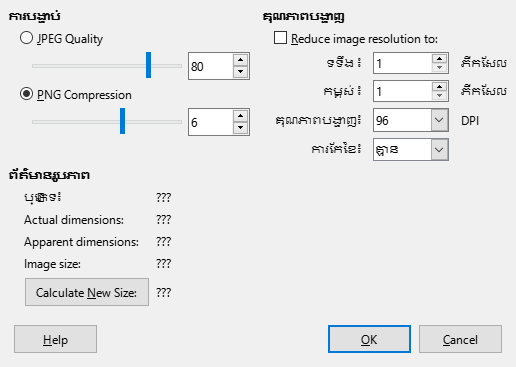 ការបង្ហាប់
JPEG Quality
80
PNG Compression
6
គុណភាពបង្ហាញ
Reduce image resolution to:
ទទឹង៖ 1 ភីកសែល
កម្ពស់៖ 1 ភីកសែល
គុណភាពបង្ហាញ៖ 96 DPI
ការកែខៃ៖ គ្មាន
ព័ត៌មានរូបភាព
ប្រភេទ៖ ???
Actual dimensions: ???
Apparent dimensions: ???
Image size: ???
Calculate New Size: ???
Help
OK
Cancel